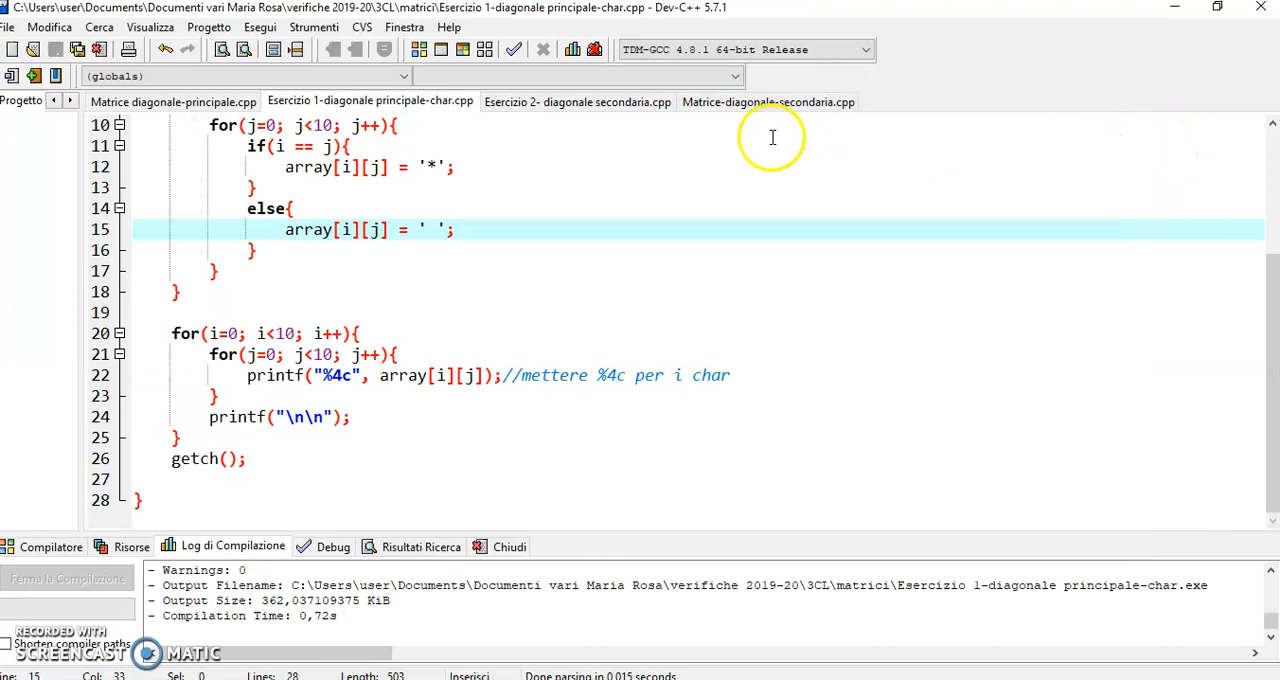 C:\Users\user\Documents\Documenti vari Maria Rosa\verifiche 2019-20\3CL\matrici\Esercizio 1-diagonale principale-char.cpp - Dev-C++ 5.7.1
File Modifica Cerca Visualizza Progetto Esegui Strumenti CVS Finestra Help
TDM-GCC 4.8.1 64-bit Release
(globals)
Progetto Matrice diagonale-principale.cpp Esercizio 1-diagonale principale-char.cpp Esercizio 2- diagonale secondaria.cpp Matrice-diagonale-secondaria.cpp
10 for(j=0; j<10; j++){
11 if(i == j){
12 array[i][j] = '*';
13 }
14 else{
15 array[i][j] = ' ';
16 }
17 }
18 }
19
20 for(i=0; i<10; i++){
21 for(j=0; j<10; j++){
22 printf("%4c", array[i][j]);//mettere %4c per i char
23 }
24 printf("\n\n");
25 }
26 getch();
27
28 }
Compilatore Risorse Log di Compilazione Debug Risultati Ricerca Chiudi
- Warnings: 0
Ferma la Compilazione
- Output Filename: C:\Users\user\Documents\Documenti vari Maria Rosa\verifiche 2019-20\3CL\matrici\Esercizio 1-diagonale principale-char.exe
- Output Size: 362,037109375 KiB
- Compilation Time: 0,72s
RECORDED WITH
Shorten compiler paths
SCREENCAST MATIC
ine: 15 Col: 33 Sel: 0 Lines: 28 Length: 503 Inserisci Done parsing in 0.015 seconds